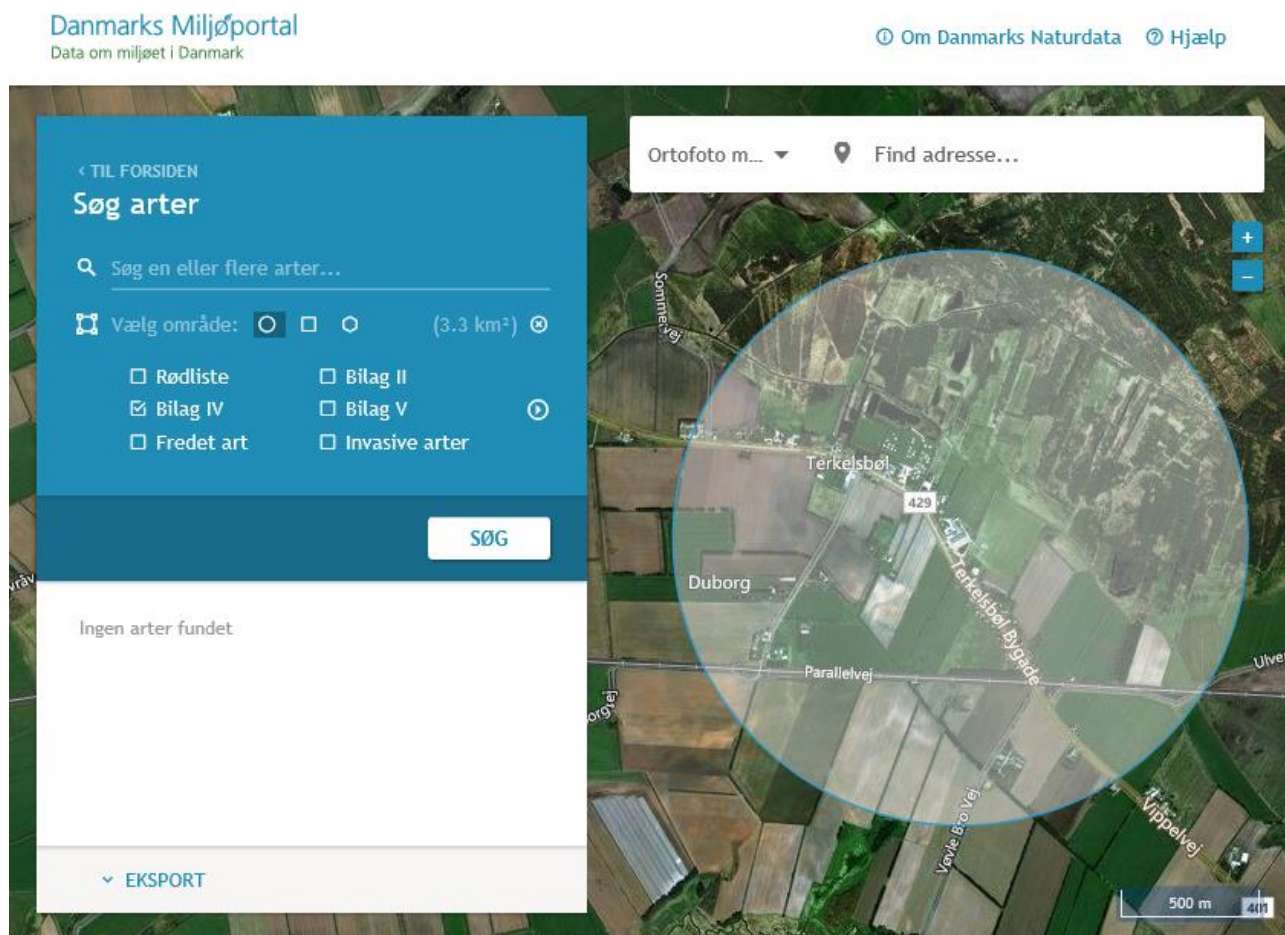 Danmarks Miljøportal
Data om miljøet i Danmark
Om Danmarks Naturdata
Hjælp
< TIL FORSIDEN
Søg arter
Søg en eller flere arter...
Vælg område:
(3.3 km²)
Rødliste
Bilag II
Bilag IV
Bilag V
Fredet art
Invasive arter
SØG
Ingen arter fundet
EKSPORT
Ortofoto m...
Find adresse...
+
−
Sommervej
Terkelsbøl
429
Duborg
Terkelsbøl Bygade
Parallelvej
Vøvle Bro Vej
Vippelvej
500 m
401